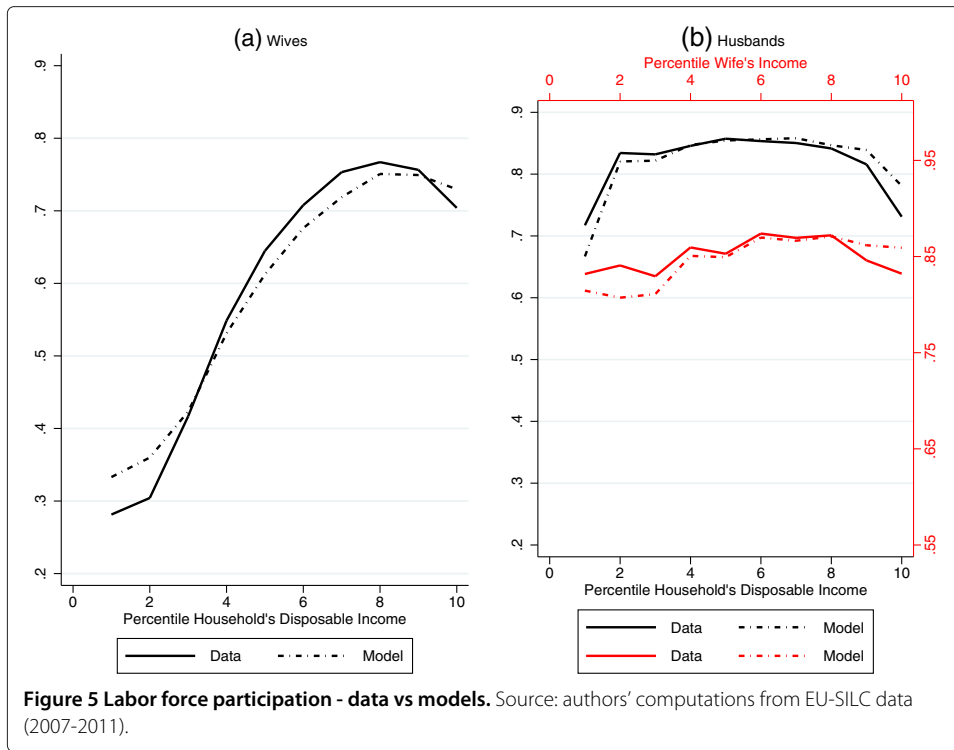 (a) Wives
.9
.8
.7
.6
.5
.4
.3
.2
0 2 4 6 8 10
Percentile Household's Disposable Income
Data Model
(b) Husbands
Percentile Wife's Income
0 2 4 6 8 10
.9
.8
.7
.6
.5
.4
.3
.2
.95
.85
.75
.65
.55
0 2 4 6 8 10
Percentile Household's Disposable Income
Data Model
Data Model
Figure 5 Labor force participation - data vs models. Source: authors' computations from EU-SILC data
(2007-2011).